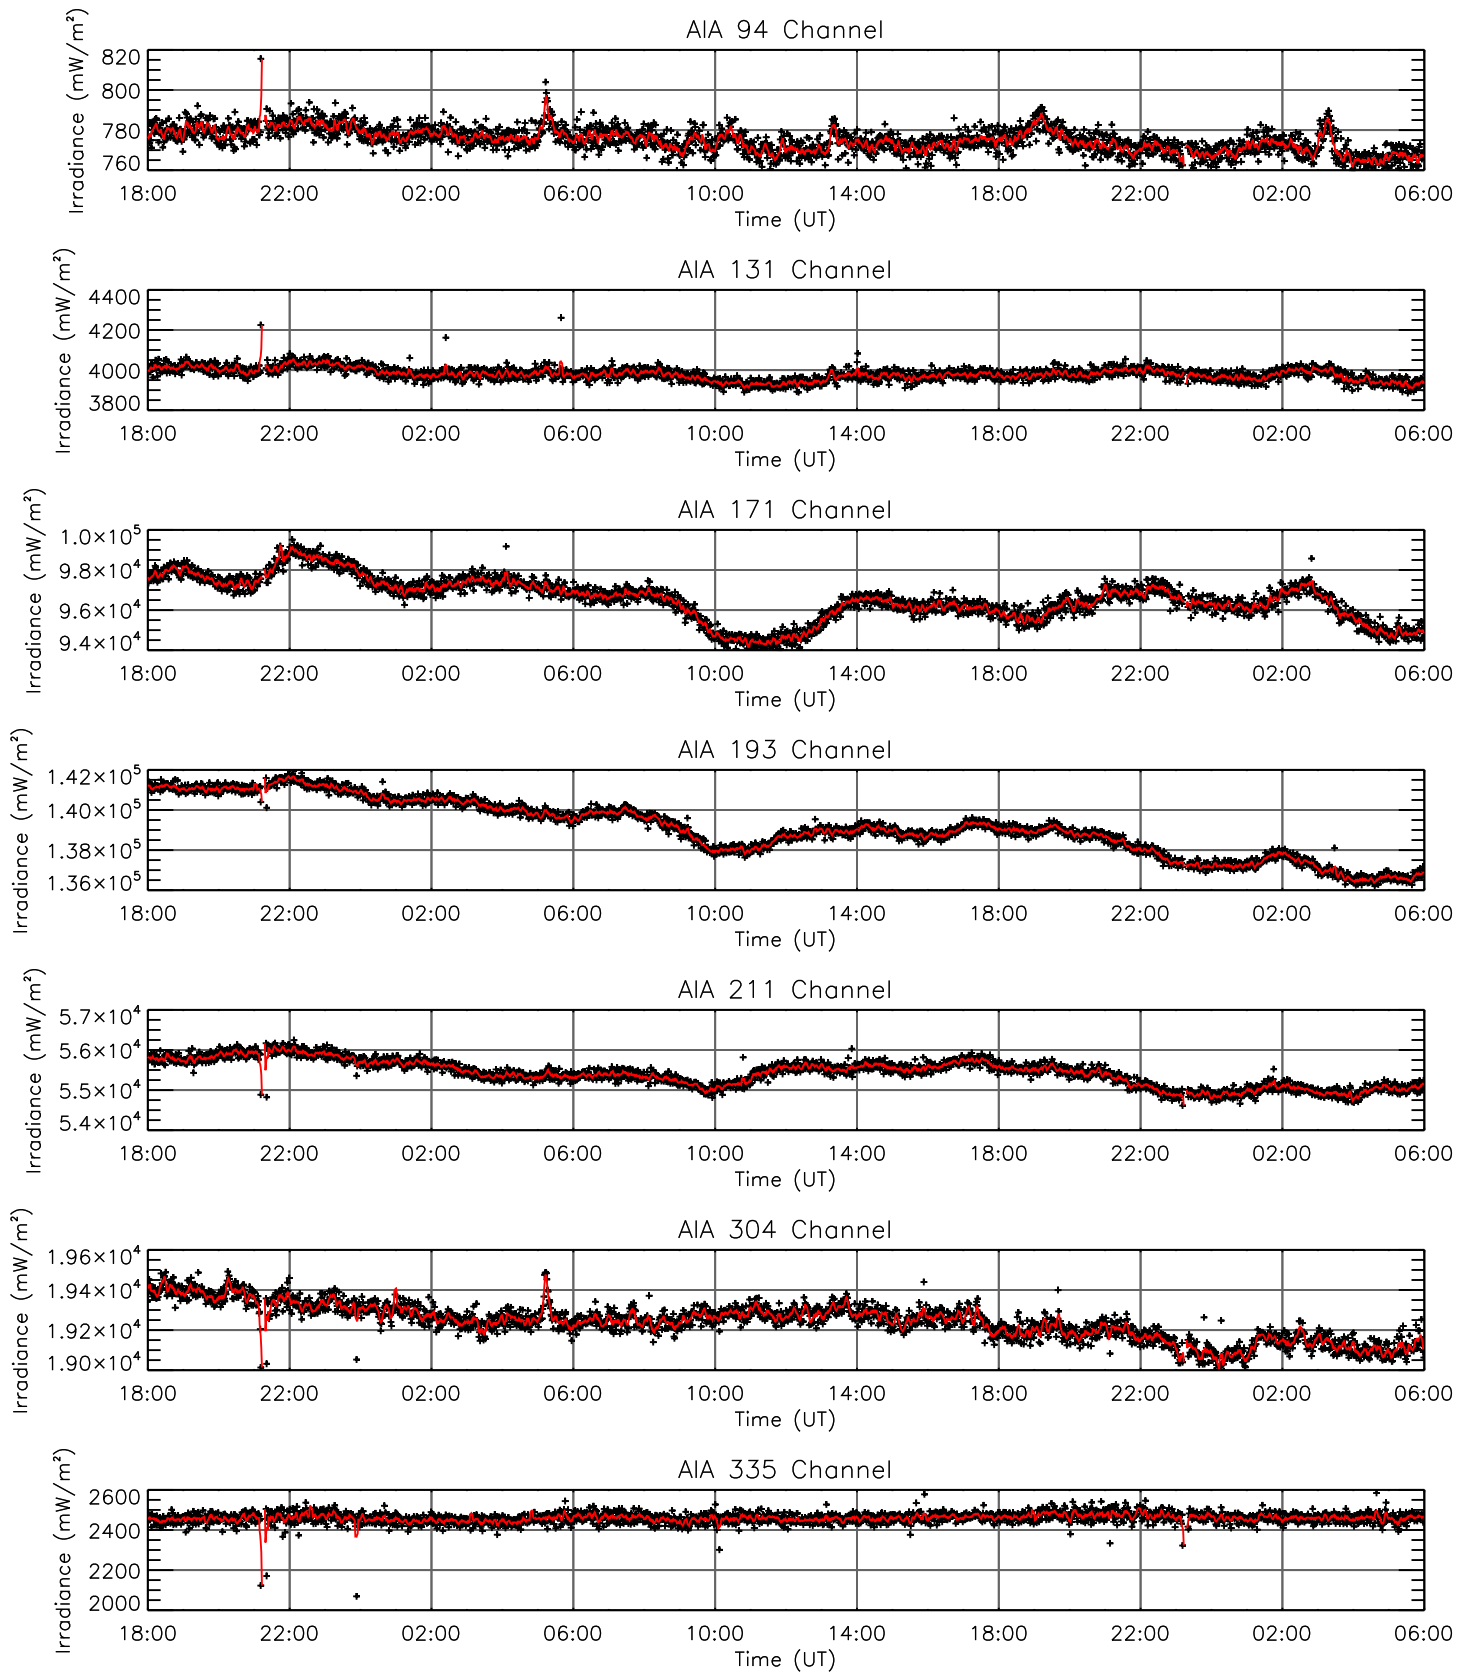 AIA 94 Channel
Irradiance (mW/m²)
820
800
780
760
18:00 22:00 02:00 06:00 10:00 14:00 18:00 22:00 02:00 06:00
Time (UT)
AIA 131 Channel
Irradiance (mW/m²)
4400
4200
4000
3800
18:00 22:00 02:00 06:00 10:00 14:00 18:00 22:00 02:00 06:00
Time (UT)
AIA 171 Channel
Irradiance (mW/m²)
1.0×10⁵
9.8×10⁴
9.6×10⁴
9.4×10⁴
18:00 22:00 02:00 06:00 10:00 14:00 18:00 22:00 02:00 06:00
Time (UT)
AIA 193 Channel
Irradiance (mW/m²)
1.42×10⁵
1.40×10⁵
1.38×10⁵
1.36×10⁵
18:00 22:00 02:00 06:00 10:00 14:00 18:00 22:00 02:00 06:00
Time (UT)
AIA 211 Channel
Irradiance (mW/m²)
5.7×10⁴
5.6×10⁴
5.5×10⁴
5.4×10⁴
18:00 22:00 02:00 06:00 10:00 14:00 18:00 22:00 02:00 06:00
Time (UT)
AIA 304 Channel
Irradiance (mW/m²)
1.96×10⁴
1.94×10⁴
1.92×10⁴
1.90×10⁴
18:00 22:00 02:00 06:00 10:00 14:00 18:00 22:00 02:00 06:00
Time (UT)
AIA 335 Channel
Irradiance (mW/m²)
2600
2400
2200
2000
18:00 22:00 02:00 06:00 10:00 14:00 18:00 22:00 02:00 06:00
Time (UT)